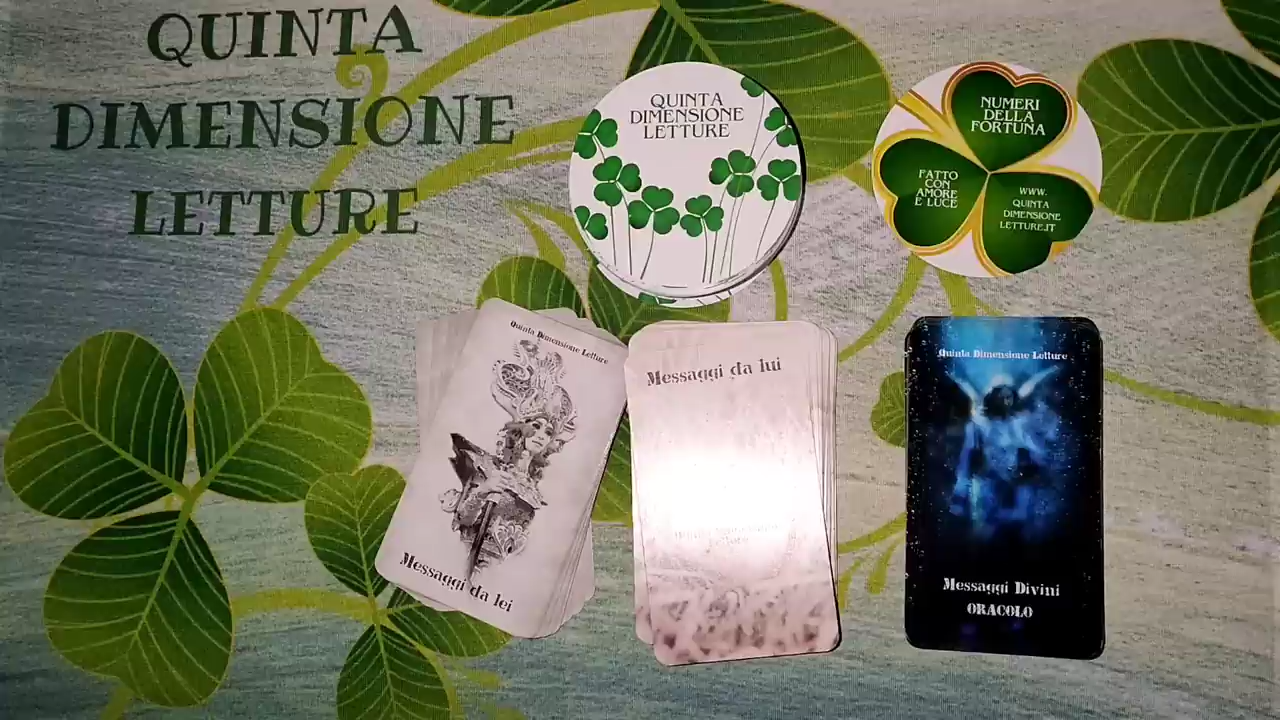 QUINTA
DIMENSIONE
LETTURE
QUINTA
DIMENSIONE
LETTURE
NUMERI
DELLA
FORTUNA
FATTO
CON
AMORE
E LUCE
WWW.
QUINTA
DIMENSIONE
LETTURE.IT
Quinta Dimensione Letture
Messaggi da lei
Messaggi da lui
Quinta Dimensione Letture
Messaggi Divini
ORACOLO